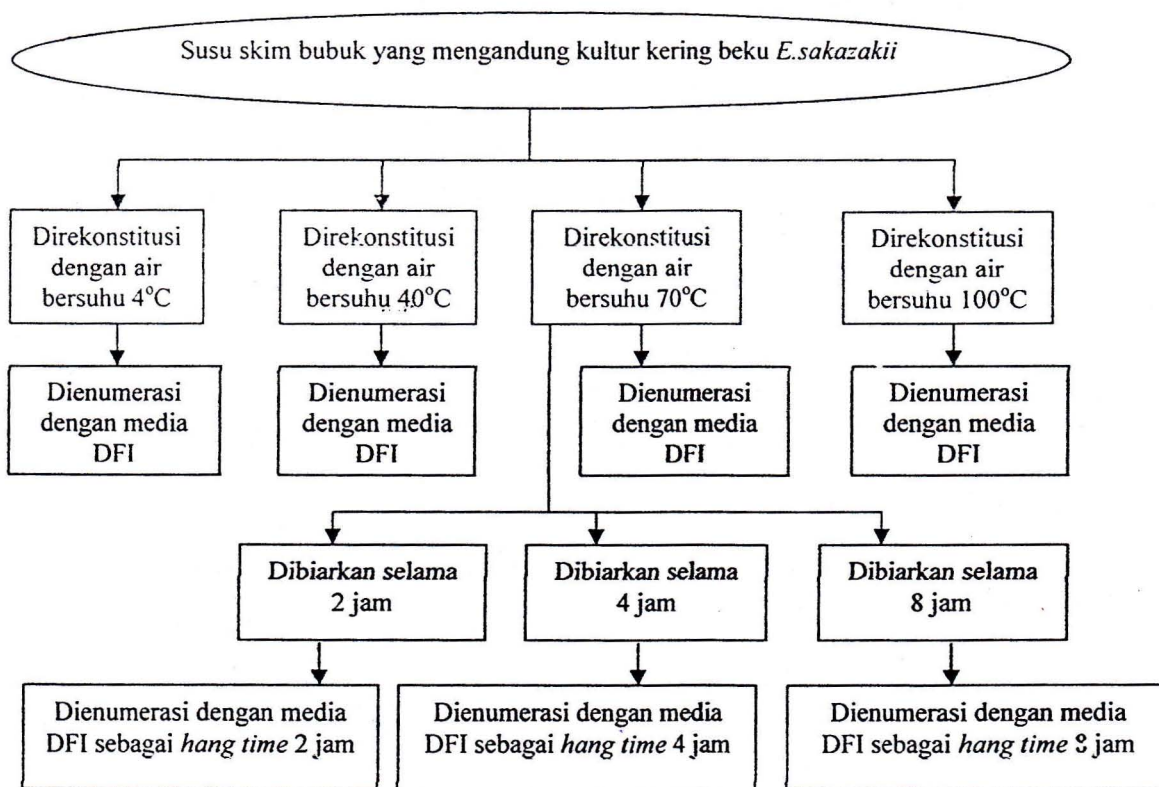 Susu skim bubuk yang mengandung kultur kering beku E.sakazakii
Direkonstitusi
dengan air
bersuhu 4°C
Direkonstitusi
dengan air
bersuhu 40°C
Direkonstitusi
dengan air
bersuhu 70°C
Direkonstitusi
dengan air
bersuhu 100°C
Dienumerasi
dengan media
DFI
Dienumerasi
dengan media
DFI
Dienumerasi
dengan media
DFI
Dienumerasi
dengan media
DFI
Dibiarkan selama
2 jam
Dibiarkan selama
4 jam
Dibiarkan selama
8 jam
Dienumerasi dengan media
DFI sebagai hang time 2 jam
Dienumerasi dengan media
DFI sebagai hang time 4 jam
Dienumerasi dengan media
DFI sebagai hang time 8 jam